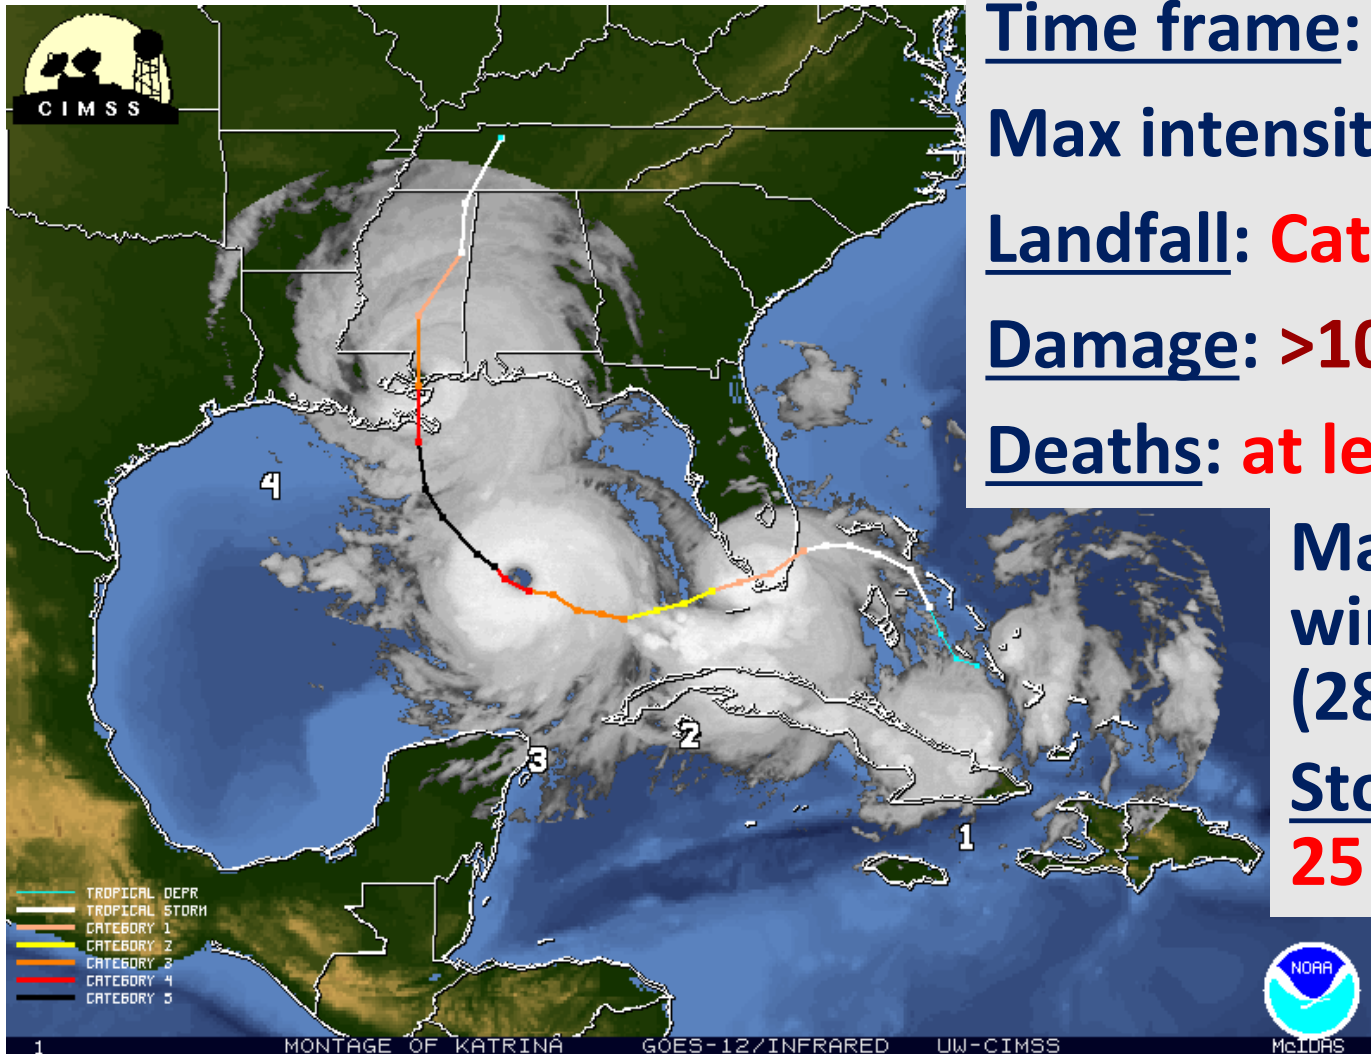 CIMSS
Time frame:
Max intensit
Landfall: Cat
Damage: >10
Deaths: at le
4
Ma
wi
(28
3
2
Sto
1
25
TROPICAL DEPR
TROPICAL STORM
CATEGORY 1
CATEGORY 2
CATEGORY 3
CATEGORY 4
CATEGORY 5
NOAA
1 MONTAGE OF KATRINA GOES-12/INFRARED UW-CIMSS McIDAS